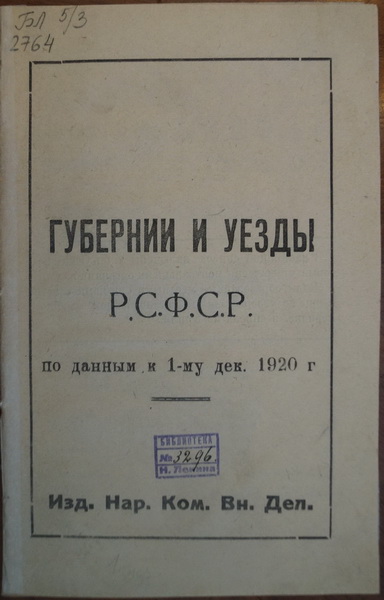 БЛ 5/3
2764
ГУБЕРНИИ И УЕЗДЫ
Р.С.Ф.С.Р.
по данным к 1-му дек. 1920 г
БИБЛИОТЕКА
№ 3296.
Н. Ленина
Изд. Нар. Ком. Вн. Дел.